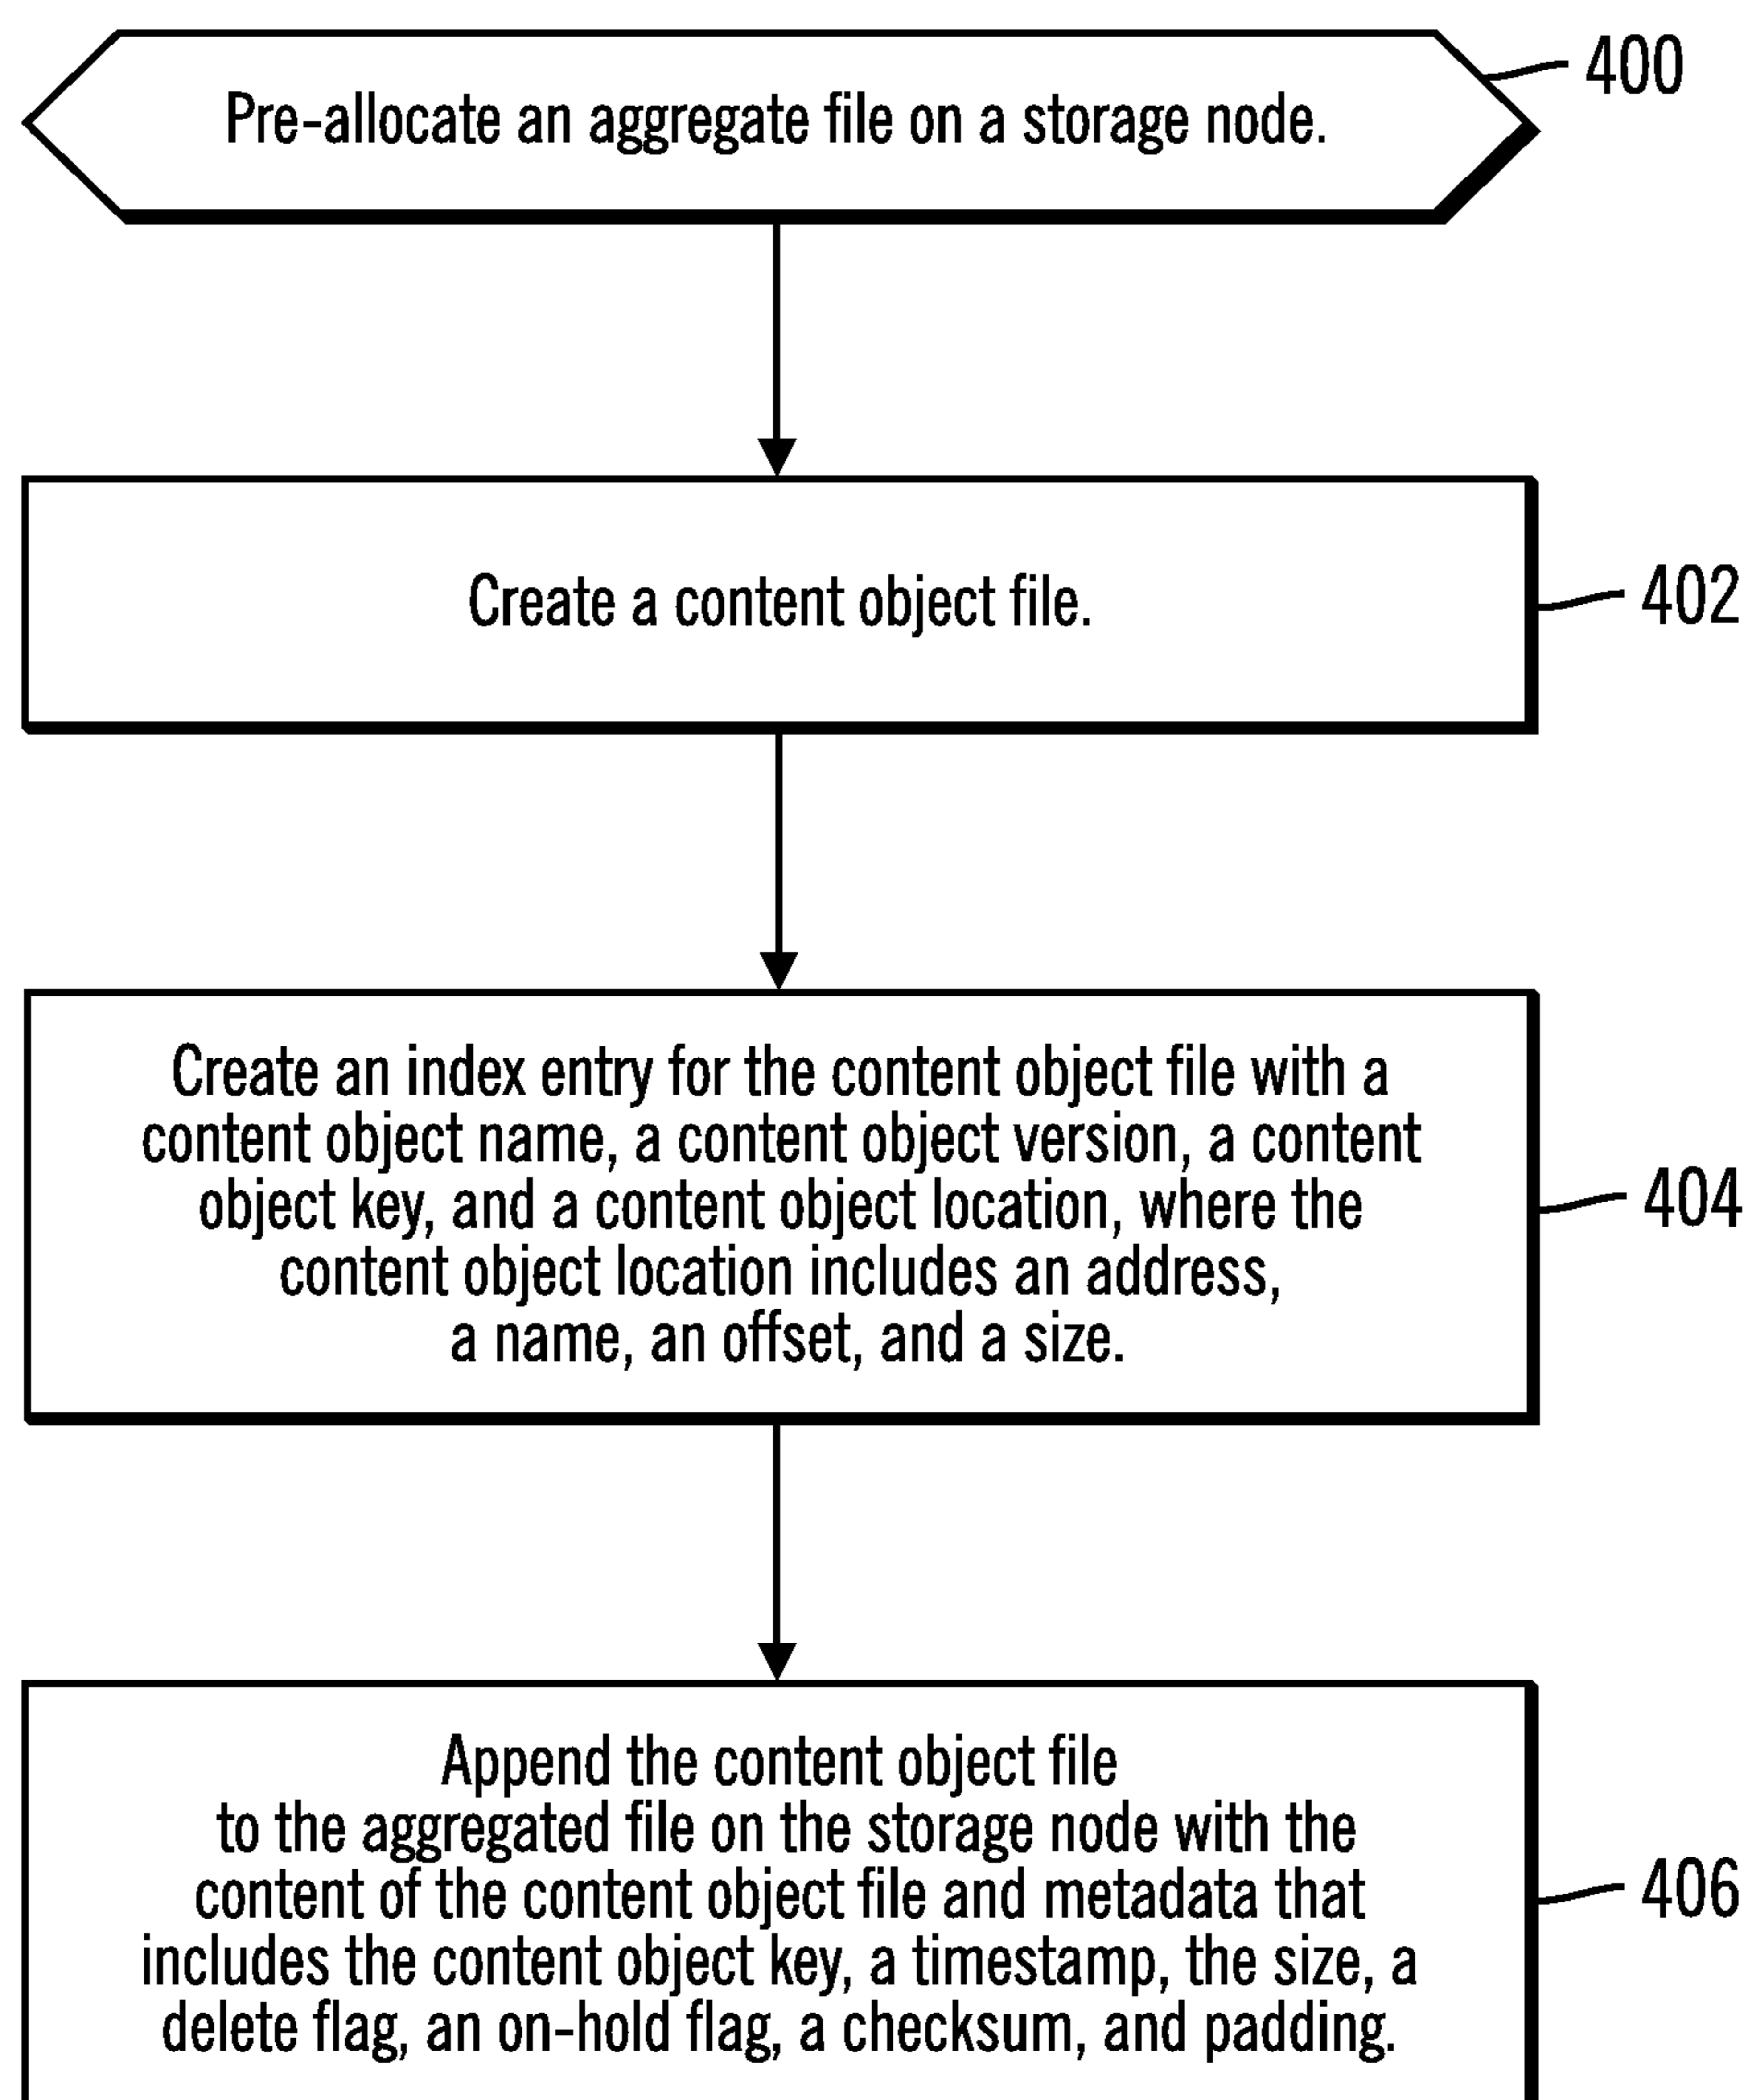 Pre-allocate an aggregate file on a storage node.
400
Create a content object file.
402
Create an index entry for the content object file with a
content object name, a content object version, a content
object key, and a content object location, where the
content object location includes an address,
a name, an offset, and a size.
404
Append the content object file
to the aggregated file on the storage node with the
content of the content object file and metadata that
includes the content object key, a timestamp, the size, a
delete flag, an on-hold flag, a checksum, and padding.
406